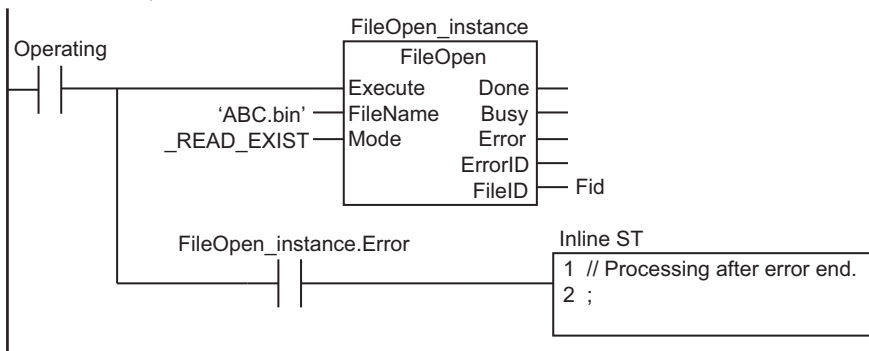 FileOpen_instance
Operating
FileOpen
Execute Done
'ABC.bin' FileName Busy
_READ_EXIST Mode Error
ErrorID
FileID Fid
FileOpen_instance.Error
Inline ST
1 // Processing after error end.
2 ;